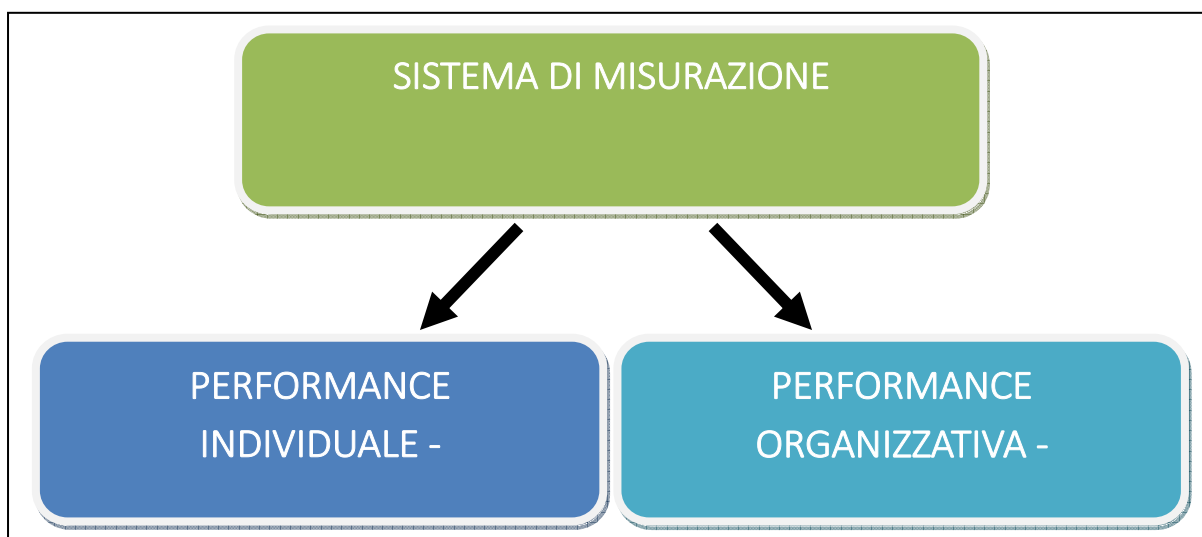 SISTEMA DI MISURAZIONE
PERFORMANCE
INDIVIDUALE -
PERFORMANCE
ORGANIZZATIVA -